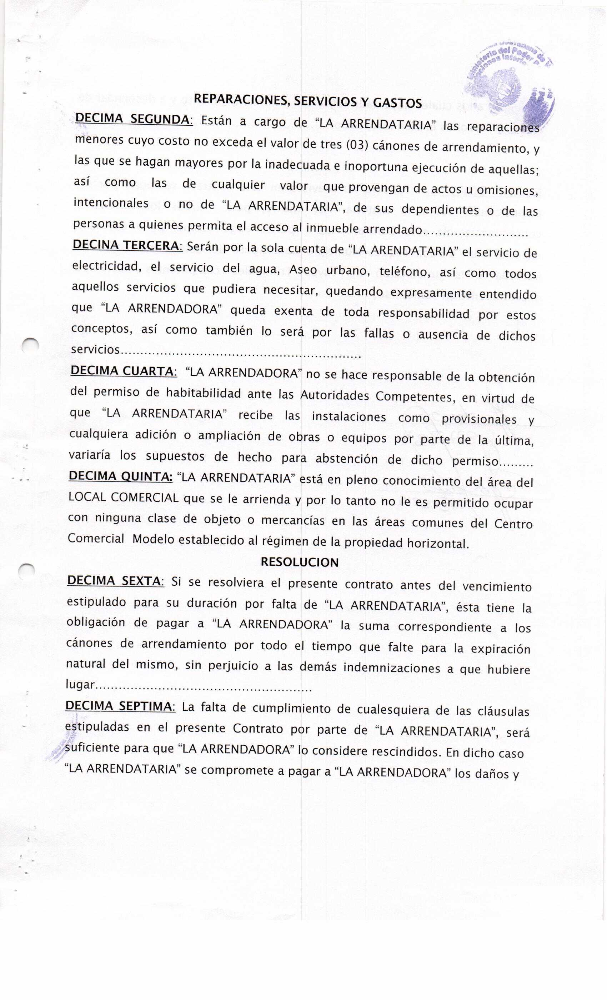 Ministerio del Poder P
aciones Interio
REPARACIONES, SERVICIOS Y GASTOS
DECIMA SEGUNDA: Están a cargo de “LA ARRENDATARIA” las reparaciones
menores cuyo costo no exceda el valor de tres (03) cánones de arrendamiento, y
las que se hagan mayores por la inadecuada e inoportuna ejecución de aquellas;
así como las de cualquier valor que provengan de actos u omisiones,
intencionales o no de “LA ARRENDATARIA”, de sus dependientes o de las
personas a quienes permita el acceso al inmueble arrendado...........................
DECINA TERCERA: Serán por la sola cuenta de “LA ARENDATARIA” el servicio de
electricidad, el servicio del agua, Aseo urbano, teléfono, así como todos
aquellos servicios que pudiera necesitar, quedando expresamente entendido
que “LA ARRENDADORA” queda exenta de toda responsabilidad por estos
conceptos, así como también lo será por las fallas o ausencia de dichos
servicios.............................................................
DECIMA CUARTA: “LA ARRENDADORA” no se hace responsable de la obtención
del permiso de habitabilidad ante las Autoridades Competentes, en virtud de
que “LA ARRENDATARIA” recibe las instalaciones como provisionales y
cualquiera adición o ampliación de obras o equipos por parte de la última,
variaría los supuestos de hecho para abstención de dicho permiso.........
DECIMA QUINTA: “LA ARRENDATARIA” está en pleno conocimiento del área del
LOCAL COMERCIAL que se le arrienda y por lo tanto no le es permitido ocupar
con ninguna clase de objeto o mercancías en las áreas comunes del Centro
Comercial Modelo establecido al régimen de la propiedad horizontal.
RESOLUCION
DECIMA SEXTA: Si se resolviera el presente contrato antes del vencimiento
estipulado para su duración por falta de “LA ARRENDATARIA”, ésta tiene la
obligación de pagar a “LA ARRENDADORA” la suma correspondiente a los
cánones de arrendamiento por todo el tiempo que falte para la expiración
natural del mismo, sin perjuicio a las demás indemnizaciones a que hubiere
lugar.......................................................
DECIMA SEPTIMA: La falta de cumplimiento de cualesquiera de las cláusulas
estipuladas en el presente Contrato por parte de “LA ARRENDATARIA”, será
suficiente para que “LA ARRENDADORA” lo considere rescindidos. En dicho caso
“LA ARRENDATARIA” se compromete a pagar a “LA ARRENDADORA” los daños y